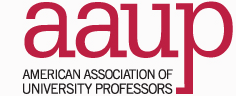 aaup
AMERICAN ASSOCIATION OF
UNIVERSITY PROFESSORS